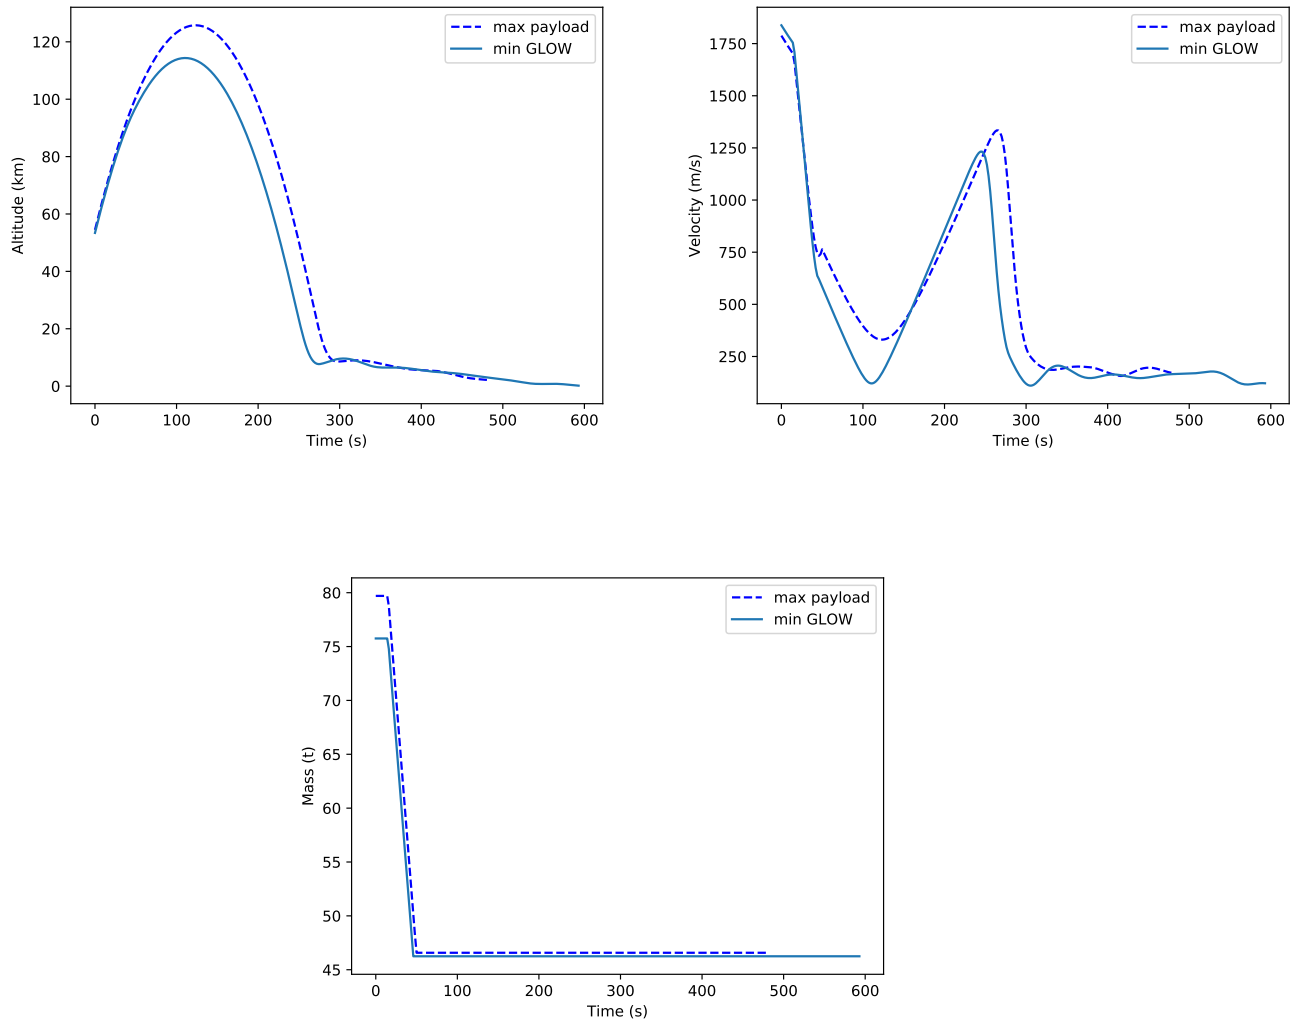 max payload
min GLOW
120
100
80
60
40
20
0
Altitude (km)
0 100 200 300 400 500 600
Time (s)
max payload
min GLOW
1750
1500
1250
1000
750
500
250
Velocity (m/s)
0 100 200 300 400 500 600
Time (s)
max payload
min GLOW
80
75
70
65
60
55
50
45
Mass (t)
0 100 200 300 400 500 600
Time (s)